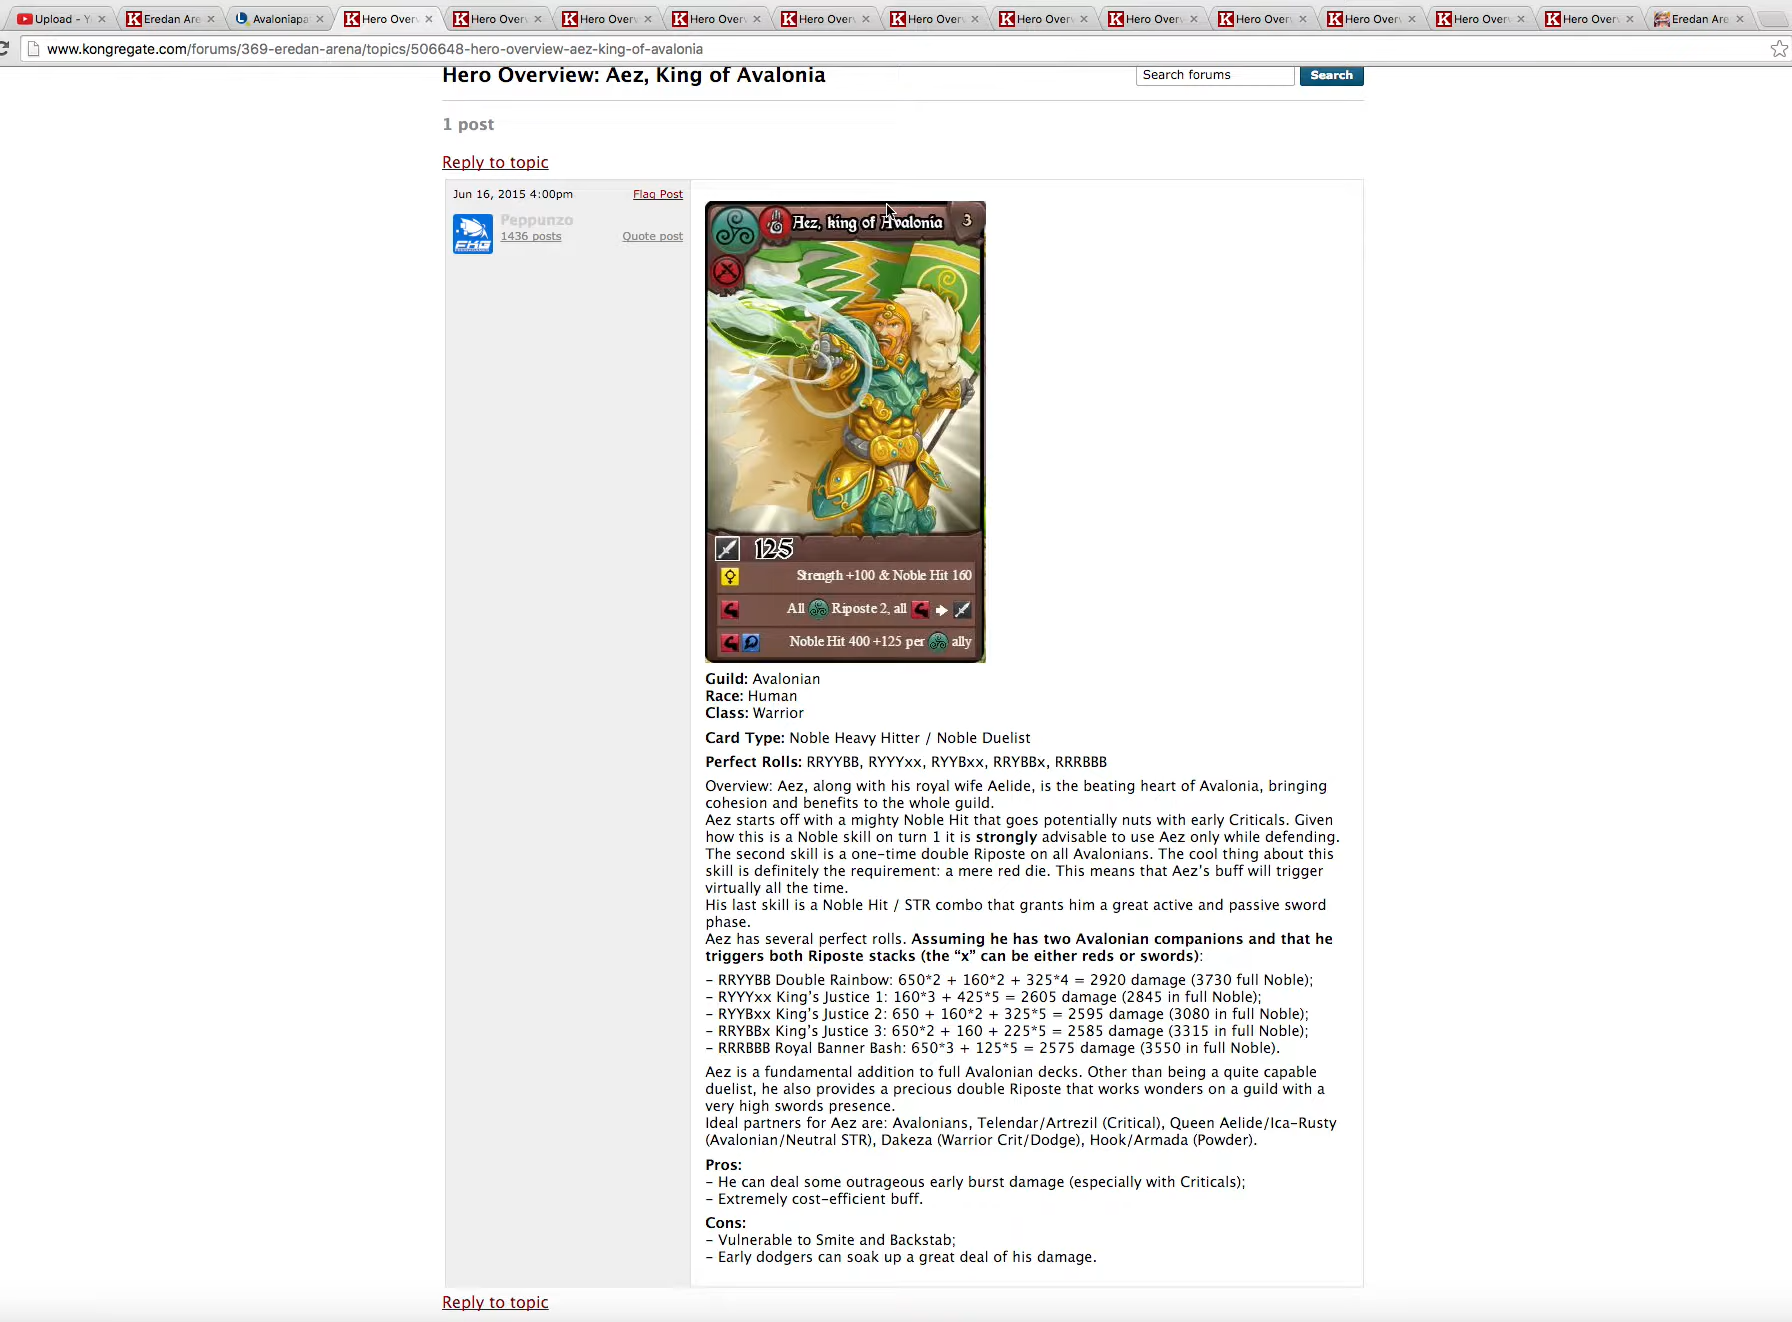 Upload - Y
Eredan Are
Avaloniapa
Hero Over
Hero Over
Hero Over
Hero Over
Hero Over
Hero Over
Hero Over
Hero Over
Hero Over
Hero Over
Hero Over
Hero Over
Eredan Are
www.kongregate.com/forums/369-eredan-arena/topics/506648-hero-overview-aez-king-of-avalonia
Hero Overview: Aez, King of Avalonia
Search forums
Search
1 post
Reply to topic
Jun 16, 2015 4:00pm
Flag Post
Peppunzo
1436 posts
Quote post
FKG
Aez, king of Avalonia
3
125
Strength +100 & Noble Hit 160
All Riposte 2, all
Noble Hit 400 +125 per ally
Guild: Avalonian
Race: Human
Class: Warrior
Card Type: Noble Heavy Hitter / Noble Duelist
Perfect Rolls: RRYYBB, RYYYxx, RYYBxx, RRYBBx, RRRBBB
Overview: Aez, along with his royal wife Aelide, is the beating heart of Avalonia, bringing
cohesion and benefits to the whole guild.
Aez starts off with a mighty Noble Hit that goes potentially nuts with early Criticals. Given
how this is a Noble skill on turn 1 it is strongly advisable to use Aez only while defending.
The second skill is a one-time double Riposte on all Avalonians. The cool thing about this
skill is definitely the requirement: a mere red die. This means that Aez's buff will trigger
virtually all the time.
His last skill is a Noble Hit / STR combo that grants him a great active and passive sword
phase.
Aez has several perfect rolls. Assuming he has two Avalonian companions and that he
triggers both Riposte stacks (the “x” can be either reds or swords):
– RRYYBB Double Rainbow: 650*2 + 160*2 + 325*4 = 2920 damage (3730 full Noble);
– RYYYxx King's Justice 1: 160*3 + 425*5 = 2605 damage (2845 in full Noble);
– RYYBxx King's Justice 2: 650 + 160*2 + 325*5 = 2595 damage (3080 in full Noble);
– RRYBBx King's Justice 3: 650*2 + 160 + 225*5 = 2585 damage (3315 in full Noble);
– RRRBBB Royal Banner Bash: 650*3 + 125*5 = 2575 damage (3550 in full Noble).
Aez is a fundamental addition to full Avalonian decks. Other than being a quite capable
duelist, he also provides a precious double Riposte that works wonders on a guild with a
very high swords presence.
Ideal partners for Aez are: Avalonians, Telendar/Artrezil (Critical), Queen Aelide/Ica-Rusty
(Avalonian/Neutral STR), Dakeza (Warrior Crit/Dodge), Hook/Armada (Powder).
Pros:
– He can deal some outrageous early burst damage (especially with Criticals);
– Extremely cost-efficient buff.
Cons:
– Vulnerable to Smite and Backstab;
– Early dodgers can soak up a great deal of his damage.
Reply to topic